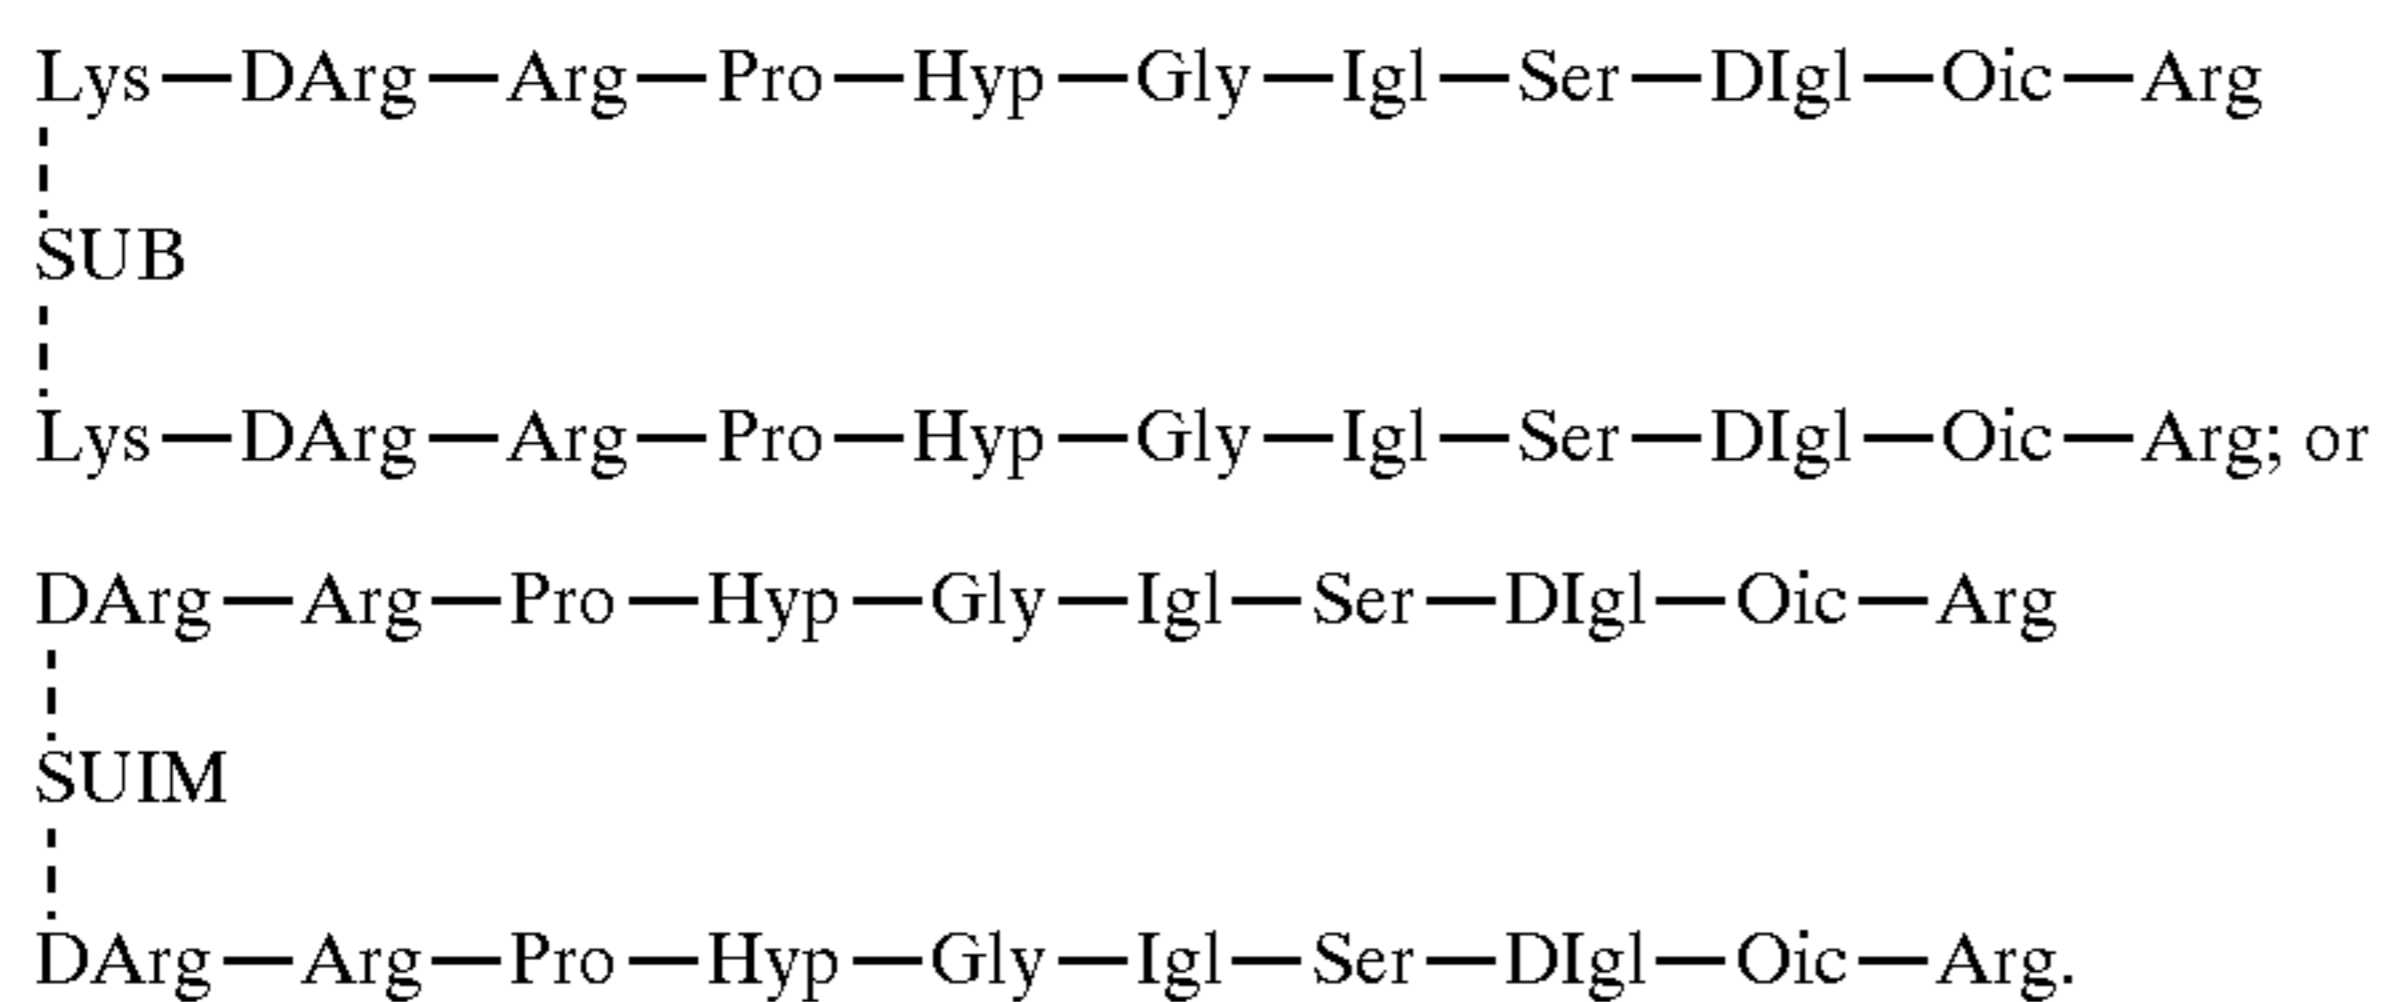 Lys—DArg—Arg—Pro—Hyp—Gly—Igl—Ser—DIgl—Oic—Arg
SUB
Lys—DArg—Arg—Pro—Hyp—Gly—Igl—Ser—DIgl—Oic—Arg; or
DArg—Arg—Pro—Hyp—Gly—Igl—Ser—DIgl—Oic—Arg
SUIM
DArg—Arg—Pro—Hyp—Gly—Igl—Ser—DIgl—Oic—Arg.